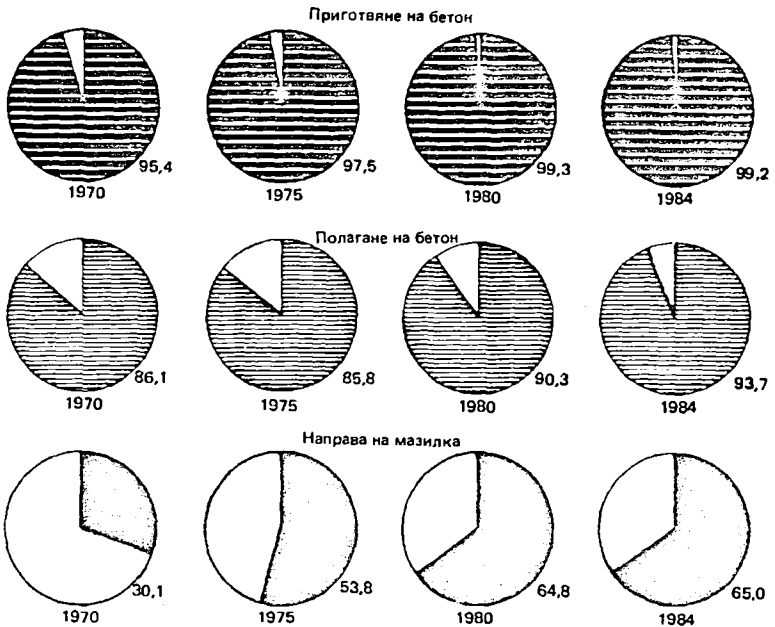 Приготвяне на бетон
95,4 97,5 99,3 99,2
1970 1975 1980 1984
Полагане на бетон
86,1 85,8 90,3 93,7
1970 1975 1980 1984
Направа на мазилка
30,1 53,8 64,8 65,0
1970 1975 1980 1984